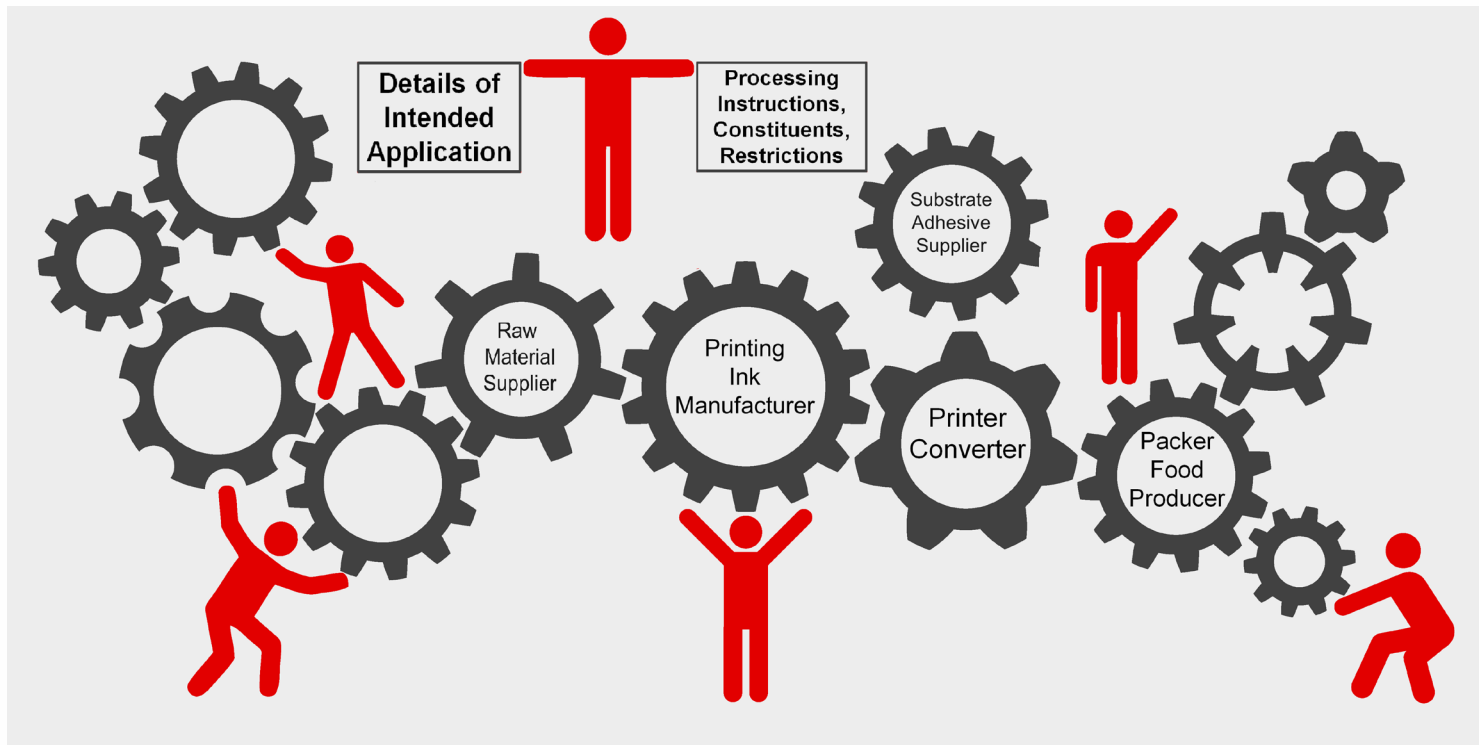 Details of
Intended
Application
Processing
Instructions,
Constituents,
Restrictions
Substrate
Adhesive
Supplier
Raw
Material
Supplier
Printing
Ink
Manufacturer
Printer
Converter
Packer
Food
Producer